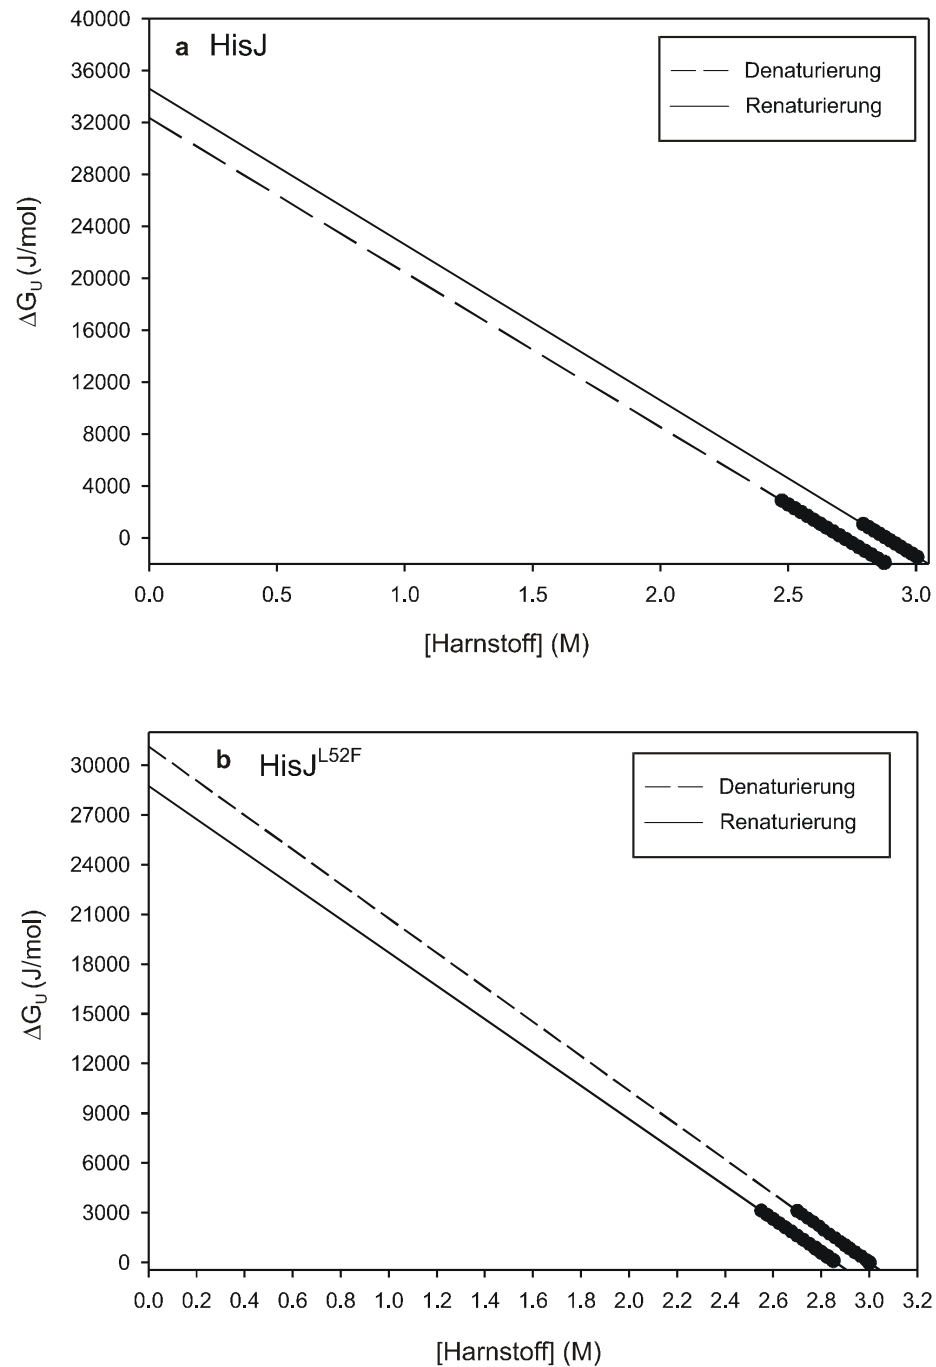 a HisJ
Denaturierung
Renaturierung
40000
36000
32000
28000
24000
20000
16000
12000
8000
4000
0
ΔG_U (J/mol)
0.0 0.5 1.0 1.5 2.0 2.5 3.0
[Harnstoff] (M)
b HisJ^L52F
Denaturierung
Renaturierung
30000
27000
24000
21000
18000
15000
12000
9000
6000
3000
0
ΔG_U (J/mol)
0.0 0.2 0.4 0.6 0.8 1.0 1.2 1.4 1.6 1.8 2.0 2.2 2.4 2.6 2.8 3.0 3.2
[Harnstoff] (M)